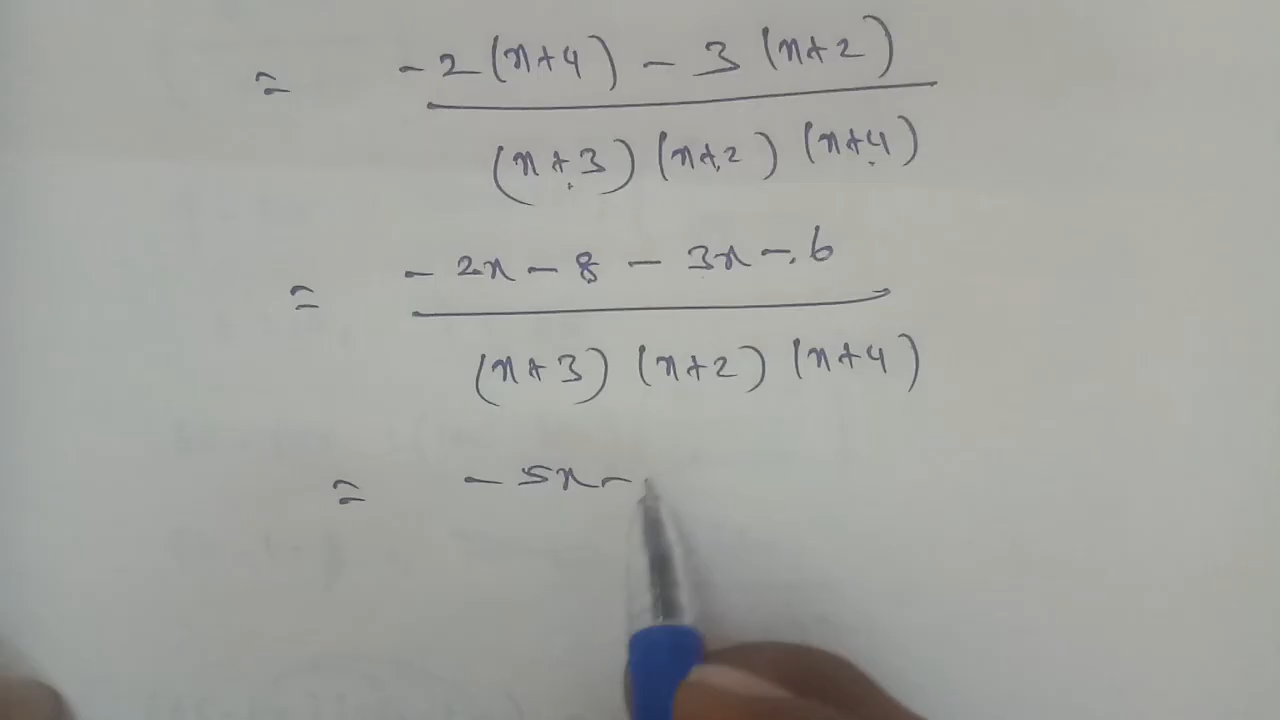 = -2(x+4) - 3(x+2)
(x+3)(x+2)(x+4)
= -2x - 8 - 3x - 6
(x+3)(x+2)(x+4)
= -5x -